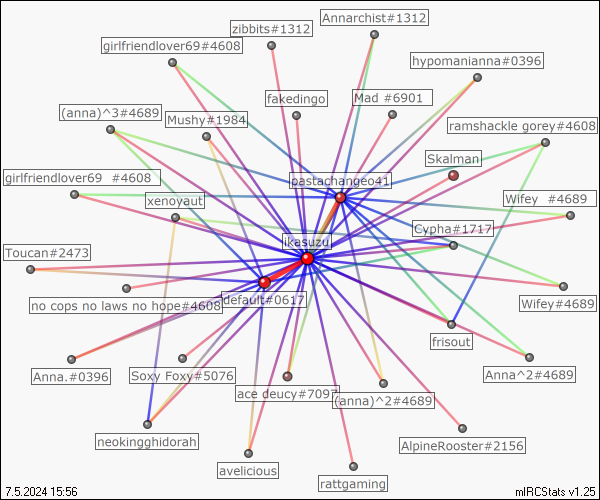 Annarchist#1312
zibbits#1312
girlfriendlover69#4608
hypomanianna#0396
fakedingo
Mad #6901
(anna)^3#4689
Mushy#1984
ramshackle gorey#4608
Skalman
girlfriendlover69 #4608
pastachangeo41
xenoyaut
Wifey #4689
Cypha#1717
ikasuzu
Toucan#2473
no cops no laws no hope#4608
default#0617
Wifey#4689
frisout
Anna.#0396
Soxy Foxy#5076
Anna^2#4689
ace deucy#7097
(anna)^2#4689
neokingghidorah
AlpineRooster#2156
avelicious
rattgaming
7.5.2024 15:56
mIRCStats v1.25